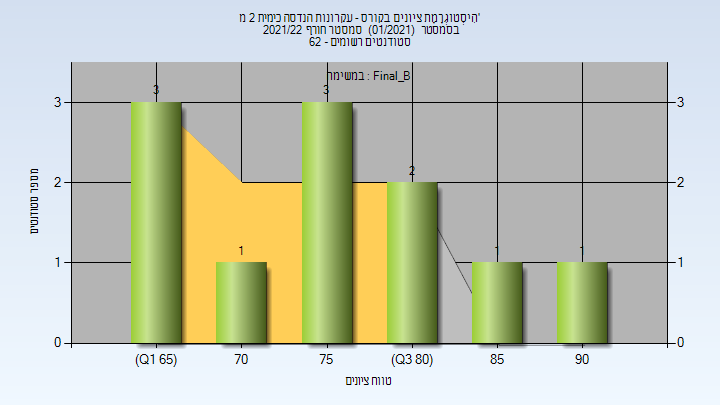 הִיסְטוֹגְרָמַת ציונים בקורס - עקרונות הנדסה כימית 2 מ'
בסמסטר (01/2021) סמסטר חורף 2021/22
סטודנטים רשומים - 62
במשימה : Final_B
3
1
3
2
1
1
3
2
1
0
3
2
1
0
מספר סטודנטים
(Q1 65)
70
75
(Q3 80)
85
90
טווח ציונים